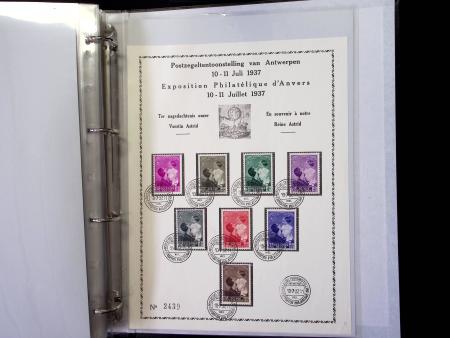 Postzegeltentoonstelling van Antwerpen
10-11 Juli 1937
Exposition Philatélique d'Anvers
10-11 Juillet 1937
Ter nagedachtenis onzer
Vorstin Astrid
En souvenir à notre
Reine Astrid
Nº 2439